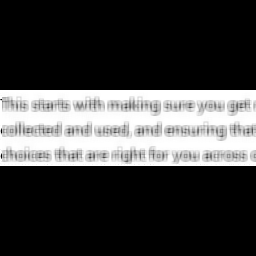 This starts with making sure you get
collected and used, and ensuring that
choices that are right for you across